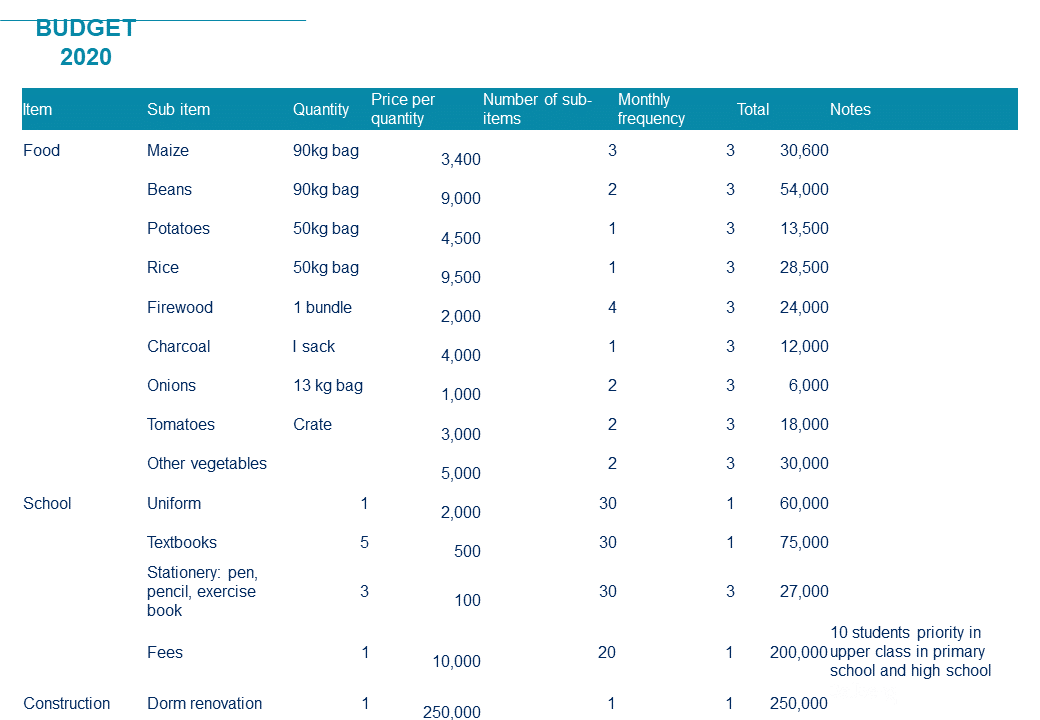 BUDGET
2020
Item Sub item Quantity Price per quantity Number of sub-items Monthly frequency Total Notes
Food Maize 90kg bag 3,400 3 3 30,600
Beans 90kg bag 9,000 2 3 54,000
Potatoes 50kg bag 4,500 1 3 13,500
Rice 50kg bag 9,500 1 3 28,500
Firewood 1 bundle 2,000 4 3 24,000
Charcoal I sack 4,000 1 3 12,000
Onions 13 kg bag 1,000 2 3 6,000
Tomatoes Crate 3,000 2 3 18,000
Other vegetables 5,000 2 3 30,000
School Uniform 1 2,000 30 1 60,000
Textbooks 5 500 30 1 75,000
Stationery: pen, pencil, exercise book 3 100 30 3 27,000
Fees 1 10,000 20 1 200,000 10 students priority in upper class in primary school and high school
Construction Dorm renovation 1 250,000 1 1 250,000